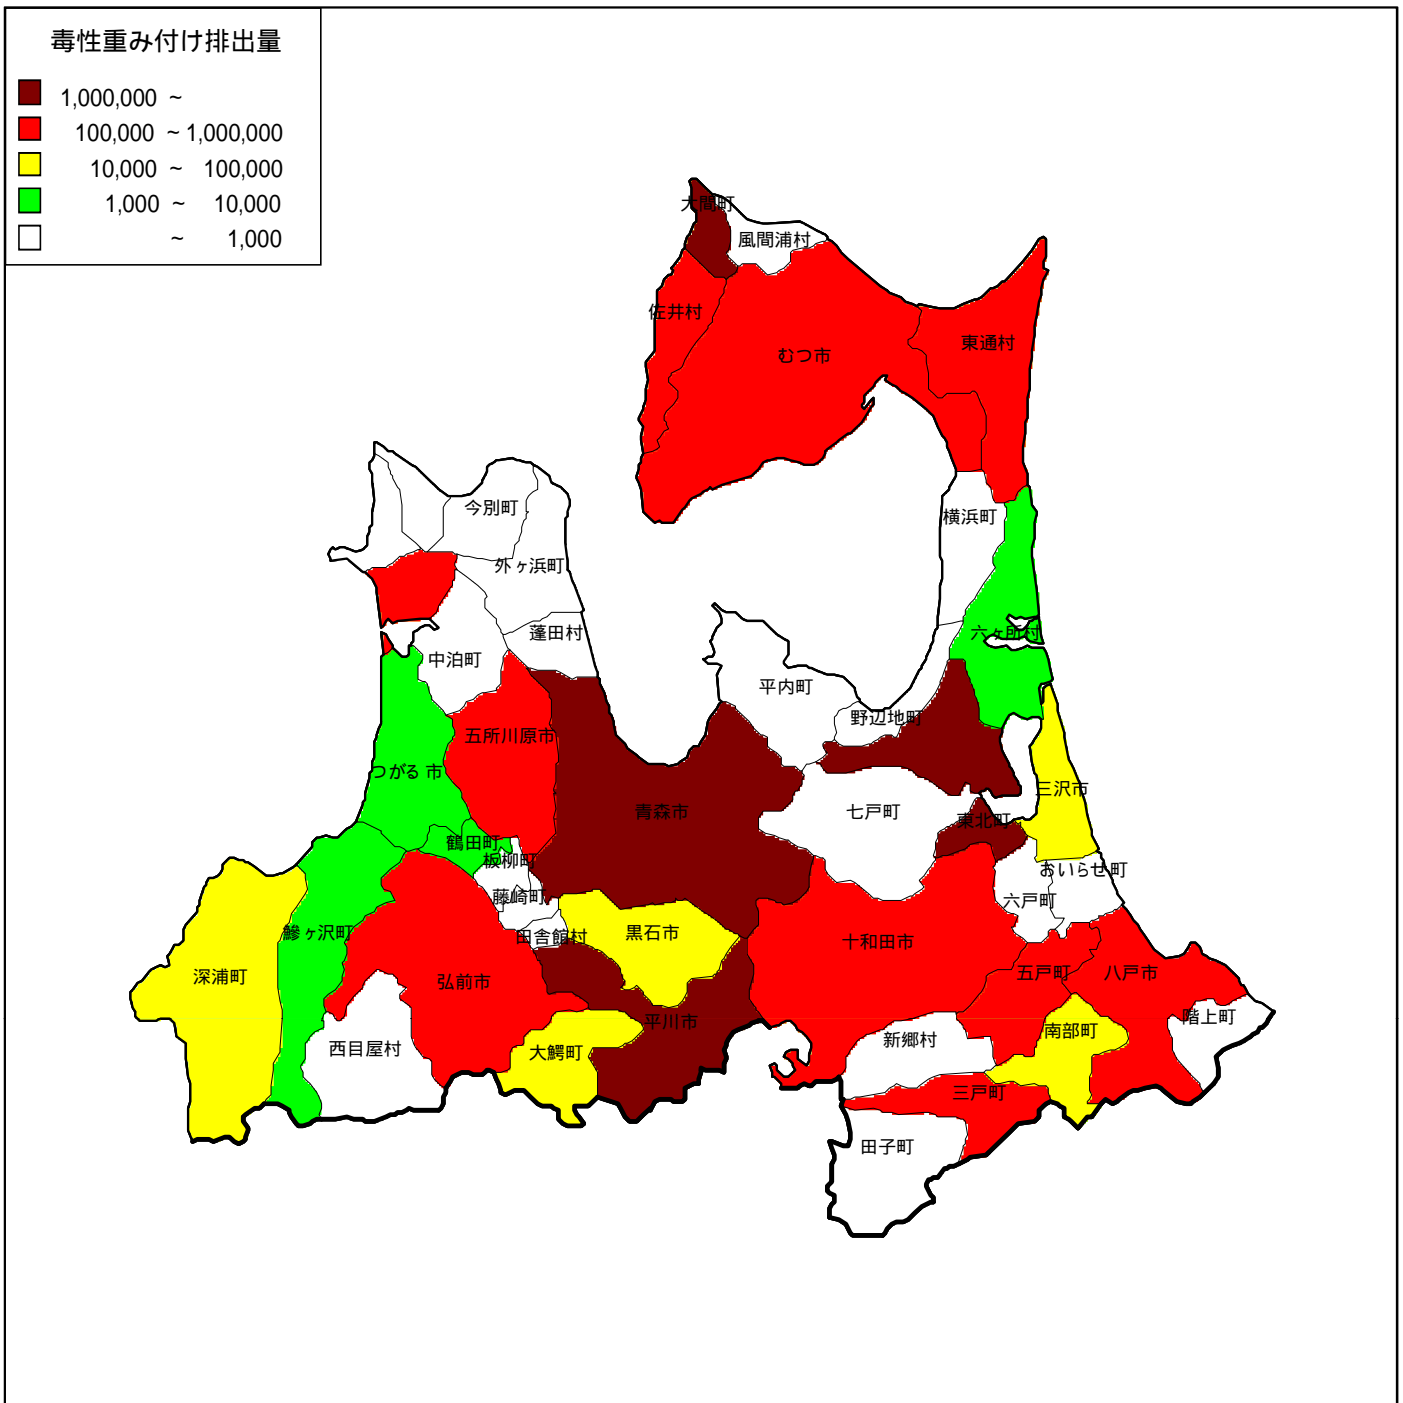 毒性重み付け排出量
1,000,000 ~
100,000 ~ 1,000,000
10,000 ~ 100,000
1,000 ~ 10,000
~ 1,000
大間町
風間浦村
佐井村
むつ市
東通村
今別町
横浜町
外ヶ浜町
蓬田村
六ヶ所村
中泊町
平内町
野辺地町
五所川原市
つがる市
三沢市
青森市
七戸町
東北町
鶴田町
板柳町
おいらせ町
藤崎町
六戸町
田舎館村
黒石市
十和田市
鰺ヶ沢町
深浦町
弘前市
五戸町
八戸市
平川市
階上町
南部町
新郷村
西目屋村
大鰐町
三戸町
田子町